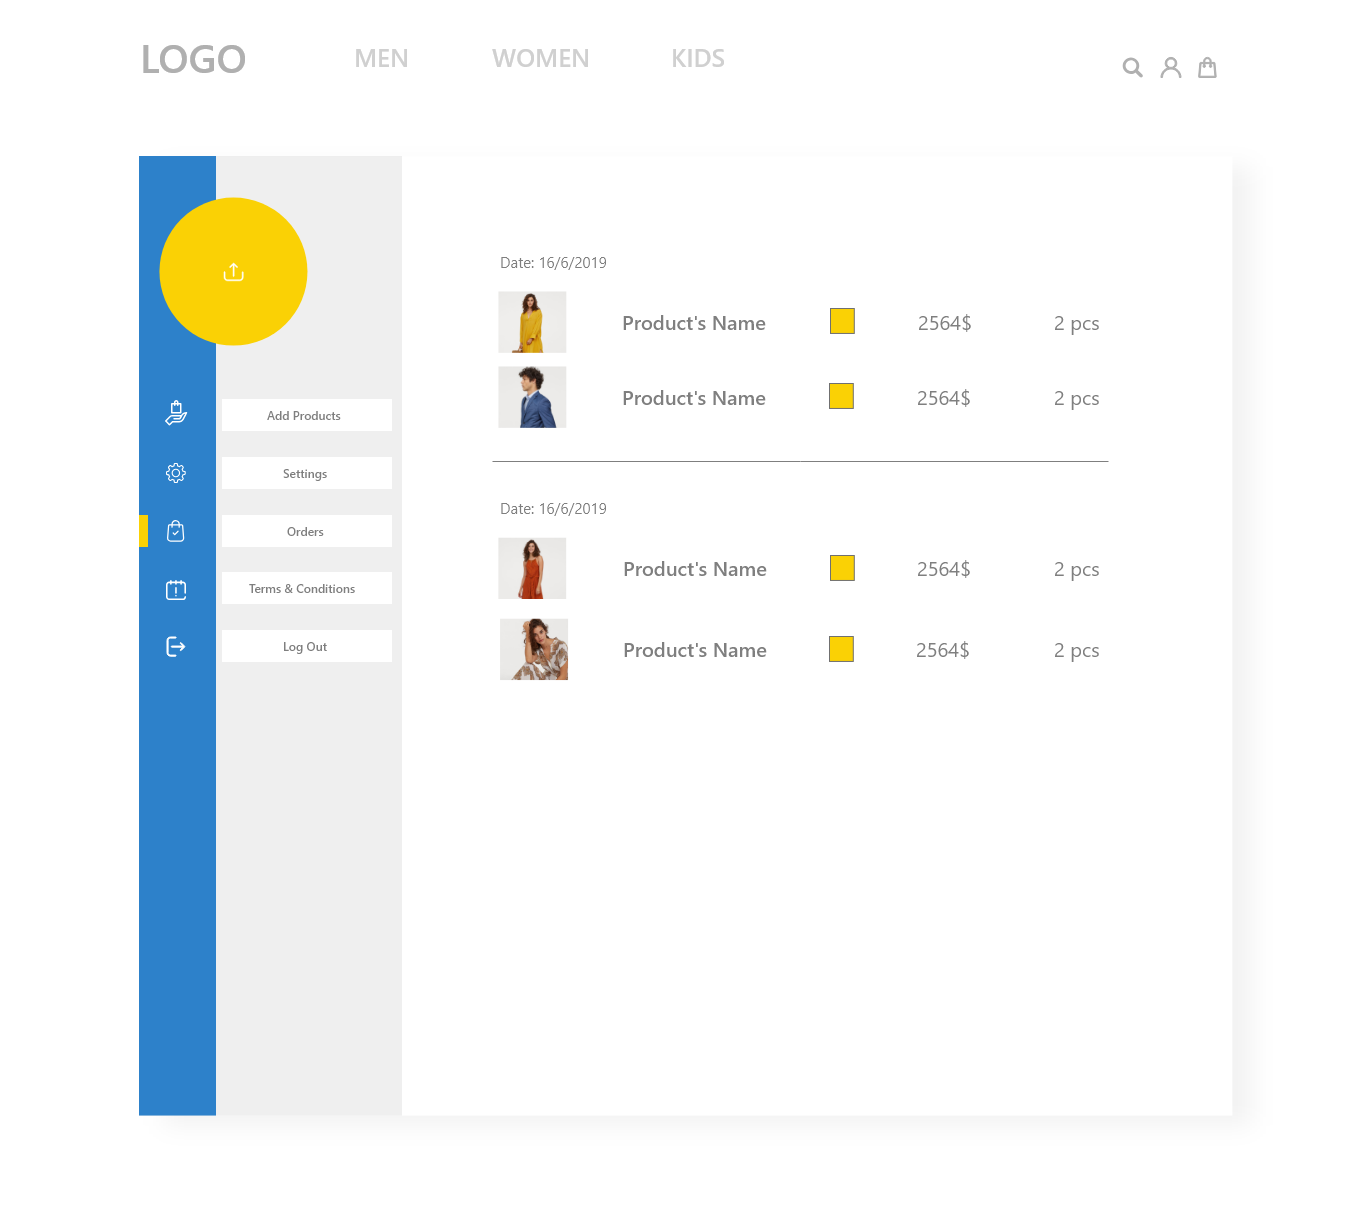 LOGO MEN WOMEN KIDS
Date: 16/6/2019
Product's Name 2564$ 2 pcs
Product's Name 2564$ 2 pcs
Add Products
Settings
Orders
Terms & Conditions
Log Out
Date: 16/6/2019
Product's Name 2564$ 2 pcs
Product's Name 2564$ 2 pcs